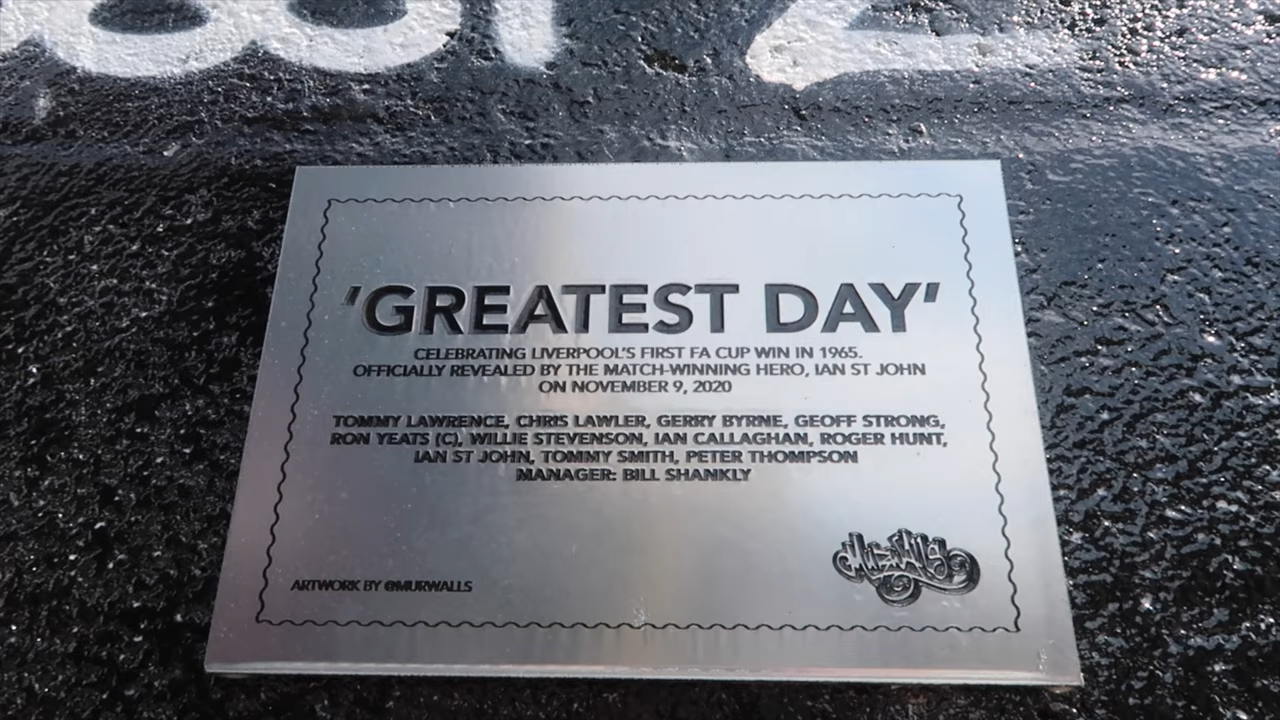 'GREATEST DAY'
CELEBRATING LIVERPOOL'S FIRST FA CUP WIN IN 1965.
OFFICIALLY REVEALED BY THE MATCH-WINNING HERO, IAN ST JOHN
ON NOVEMBER 9, 2020
TOMMY LAWRENCE, CHRIS LAWLER, GERRY BYRNE, GEOFF STRONG,
RON YEATS (C), WILLIE STEVENSON, IAN CALLAGHAN, ROGER HUNT,
IAN ST JOHN, TOMMY SMITH, PETER THOMPSON
MANAGER: BILL SHANKLY
MURWALLS
ARTWORK BY @MURWALLS